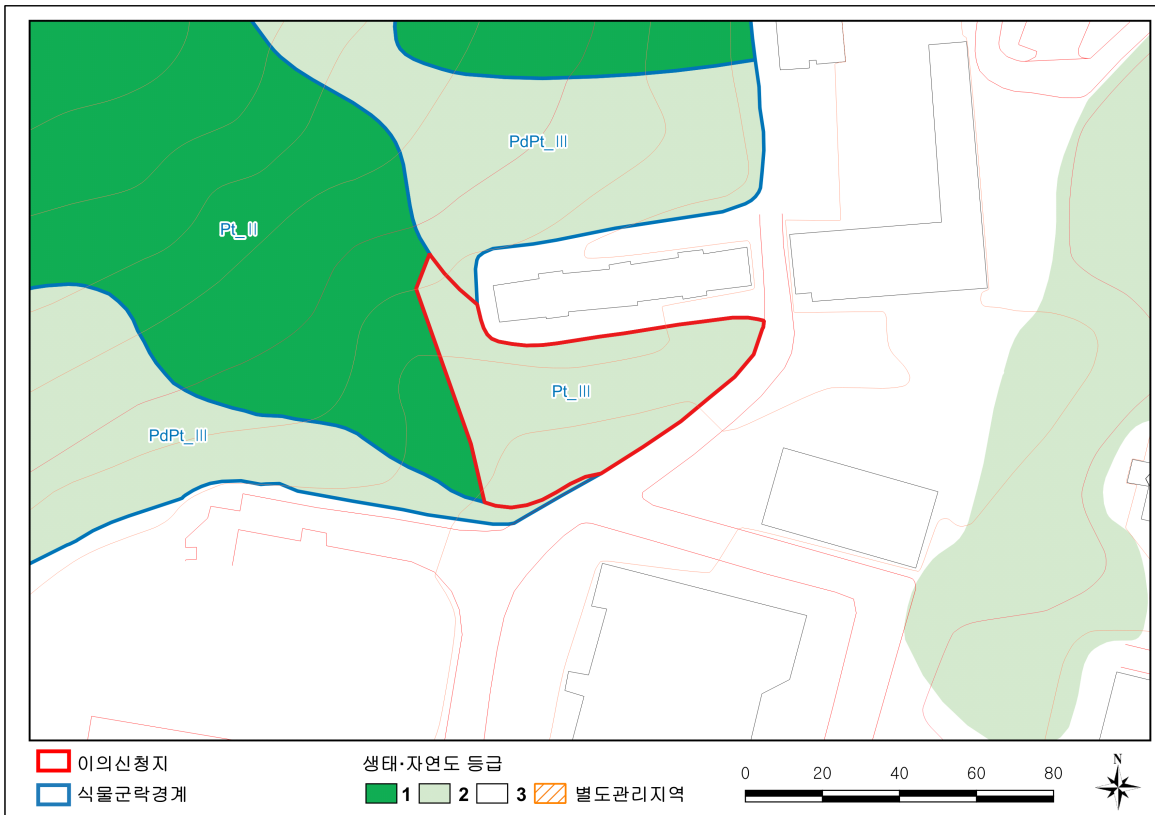 PdPt_Ⅲ
Pt_Ⅱ
Pt_Ⅲ
PdPt_Ⅲ
이의신청지
식물군락경계
생태·자연도 등급
1 2 3 별도관리지역
0 20 40 60 80
N